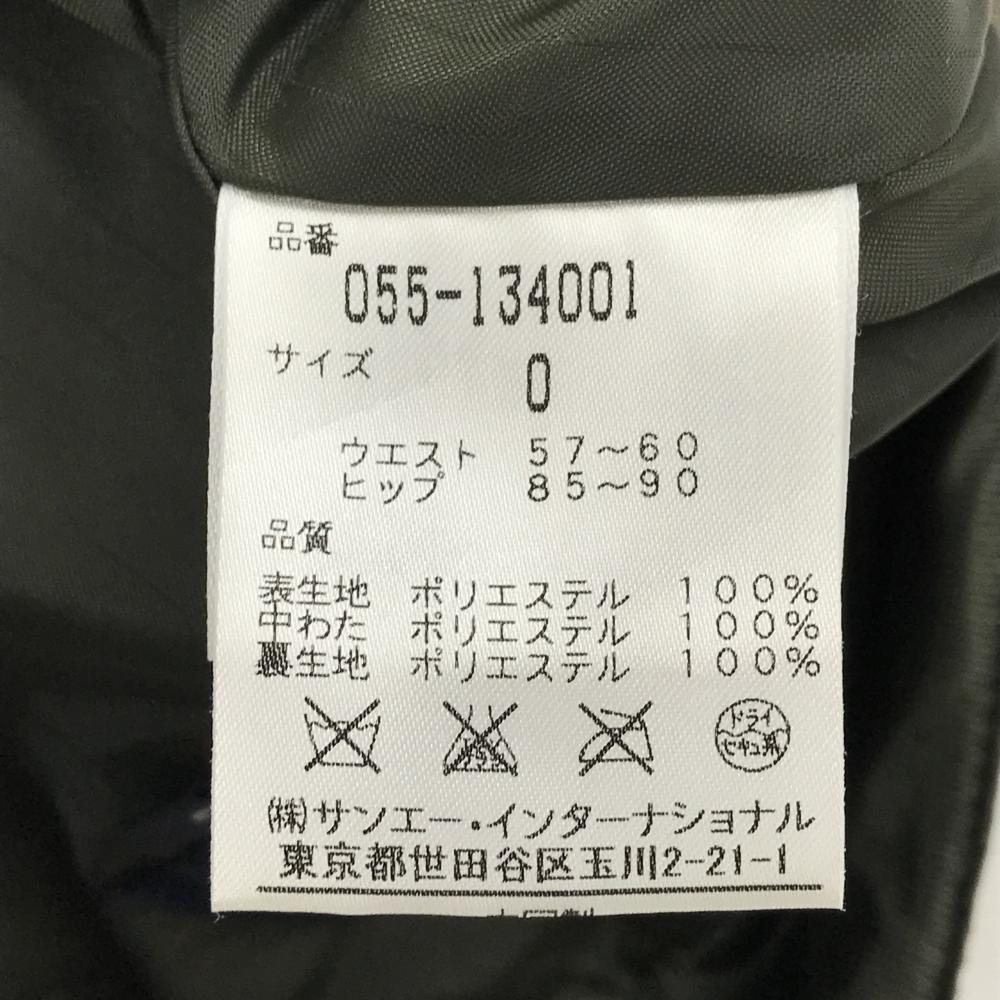 品番
055-134001
サイズ 0
ウエスト 57～60
ヒップ 85～90
品質
表生地 ポリエステル 100%
中わた ポリエステル 100%
裏生地 ポリエステル 100%
ドライ
セキユ系
㈱サンエー・インターナショナル
東京都世田谷区玉川2-21-1